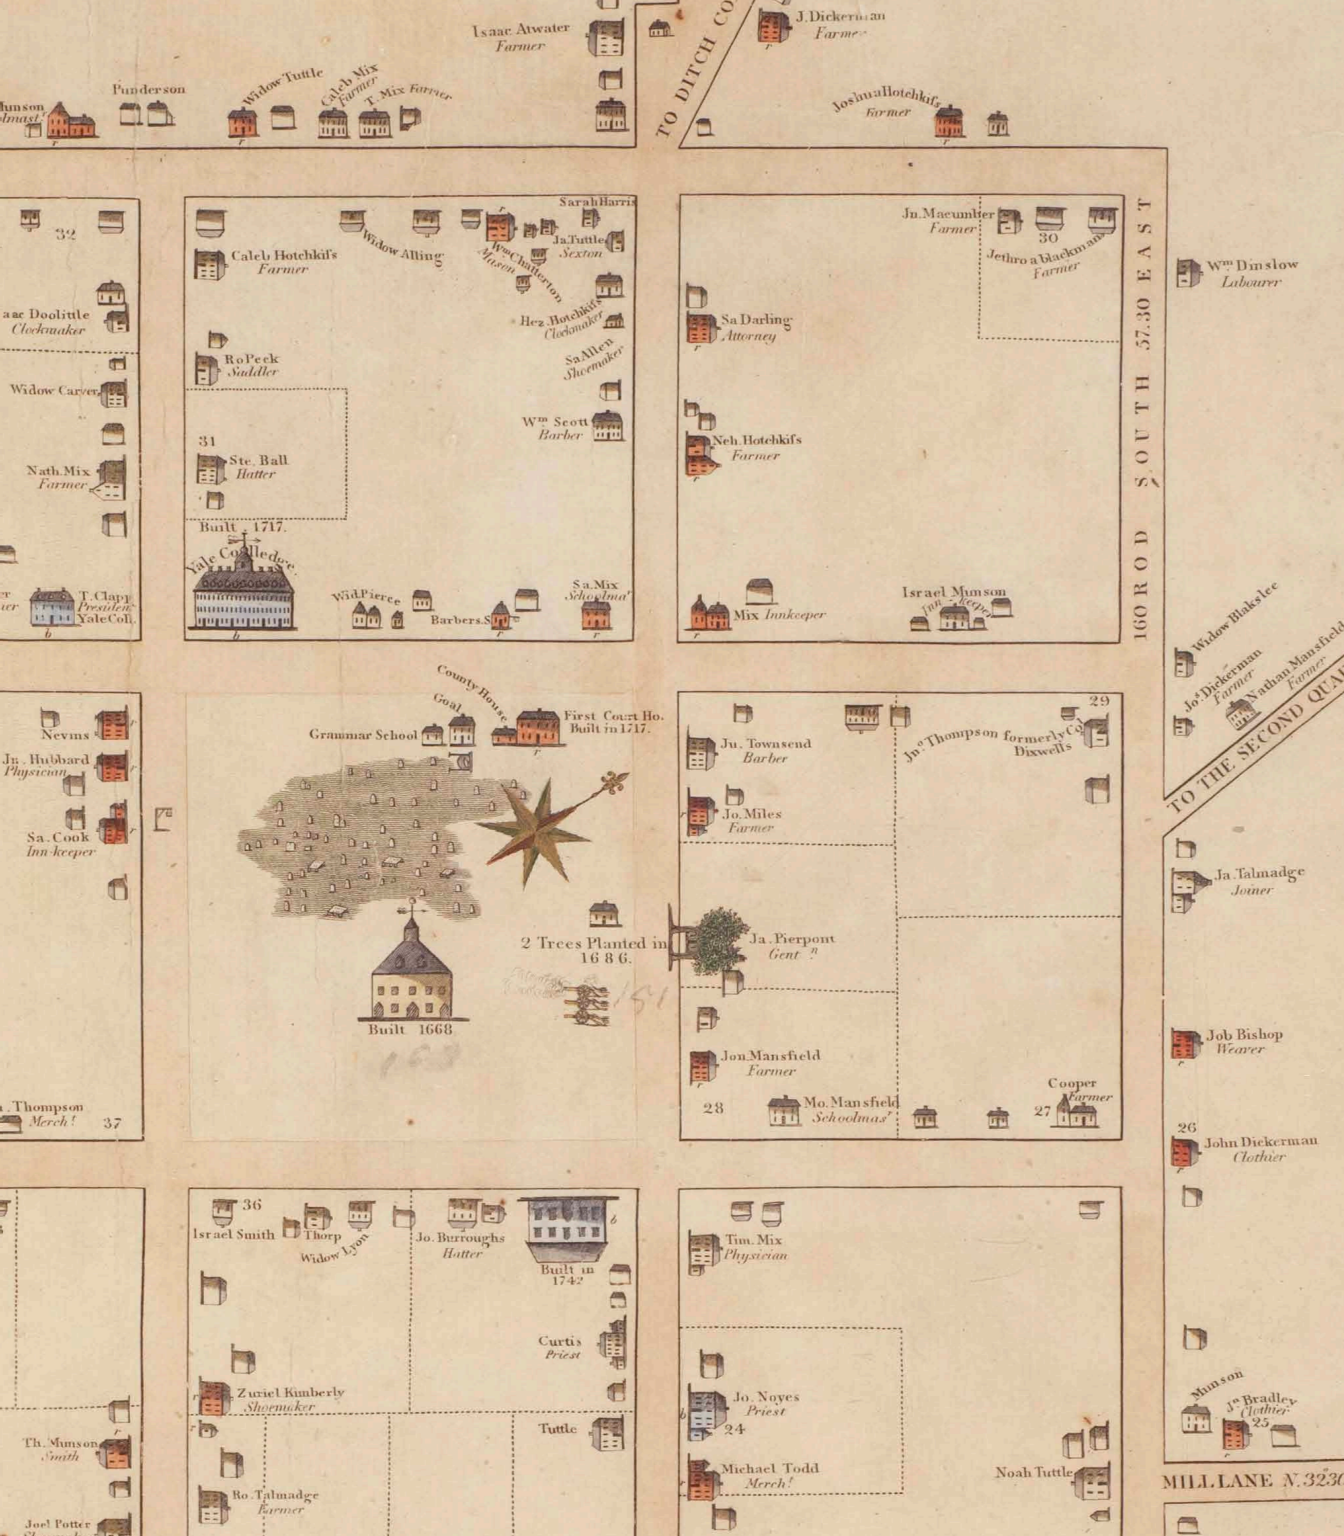 Isaac Atwater
Farmer
J. Dickerman
Farmer
TO DITCH CO
Punderson
Widow Tuttle
Caleb Mix
Farmer
T. Mix Farrier
Munson
Joshua Hotchkiſs
Farmer
32
aac Doolittle
Clockmaker
Widow Carver
Nath. Mix
Farmer
T. Clapp
President
Yale Coll.
b
Caleb Hotchkiſs
Farmer
Widow Alling
Sarah Harris
Ja. Tuttle
Sexton
Wm. Chatterton
Mason
Hez. Hotchkiſs
Clockmaker
Sa Allen
Shoemaker
Ro Peck
Saddler
Wm. Scott
Barber
31
Ste. Ball
Hatter
Built 1717.
Yale Colledge.
b
Wid. Pierce
Barbers. S
Sa. Mix
Schoolmar
Jn. Macumber
Farmer
30
Jethro a blackman
Farmer
Sa Darling
Attorney
Neh. Hotchkiſs
Farmer
Mix Innkeeper
Israel Munson
Inn-keeper
160 ROD SOUTH 57.30 EAST
Wm. Dinslow
Labourer
Widow Blakslee
Jos. Dickerman
Farmer
Nathan Mansfield
Farmer
TO THE SECOND QUA
Nevins
Jn. Hubbard
Physician
Sa. Cook
Inn-keeper
. Thompson
Mercht
37
County House
Goal
Grammar School
First Court Ho.
Built in 1717.
2 Trees Planted in
1686.
Built 1668
Ju. Townsend
Barber
Jno. Thompson formerly Co.
Dixwells
29
Jo. Miles
Farmer
Ja. Pierpont
Gentn
Jon. Mansfield
Farmer
28
Mo. Mansfield
Schoolmasr
27
Cooper
Farmer
Ja. Talmadge
Joiner
Job Bishop
Weaver
26
John Dickerman
Clothier
Israel Smith
36
Thorp
Widow Lyon
Jo. Burroughs
Hatter
b
Built in
1742
Curtis
Priest
Zuriel Kimberly
Shoemaker
Tuttle
Th. Munson
Smith
Ro. Talmadge
Farmer
Joel Potter
Tim. Mix
Physician
Jo. Noyes
Priest
24
Michael Todd
Mercht
Noah Tuttle
Munson
Jn. Bradley
Clothier
25
MILL LANE N. 32 30